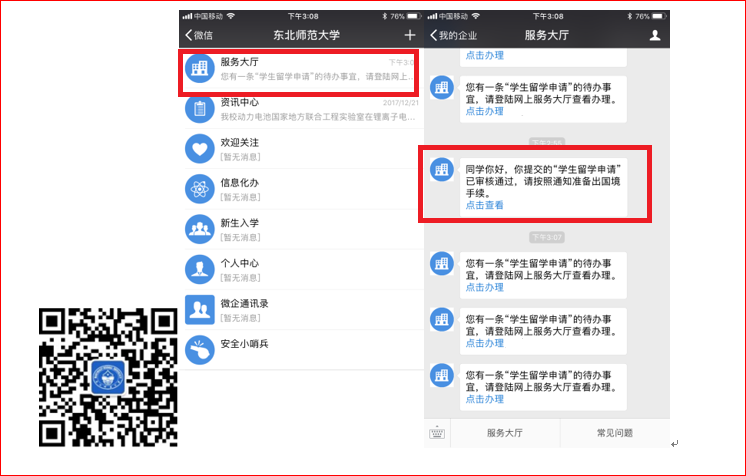 中国移动 下午3:08 76%
微信 东北师范大学
服务大厅 下午3:0
您有一条“学生留学申请”的待办事宜，请登陆网上...
资讯中心 2017/12/21
我校动力电池国家地方联合工程实验室在锂离子电...
欢迎关注
[暂无消息]
信息化办
[暂无消息]
新生入学
[暂无消息]
个人中心
[暂无消息]
微企通讯录
[暂无消息]
安全小哨兵
中国移动 下午3:08 76%
我的企业 服务大厅
点击办理
您有一条“学生留学申请”的待办事
宜，请登陆网上服务大厅查看办理。
点击办理
同学你好，你提交的“学生留学申请”
已审核通过，请按照通知准备出国境
手续。
点击查看
下午3:07
您有一条“学生留学申请”的待办事
宜，请登陆网上服务大厅查看办理。
点击办理
您有一条“学生留学申请”的待办事
宜，请登陆网上服务大厅查看办理。
点击办理
您有一条“学生留学申请”的待办事
宜，请登陆网上服务大厅查看办理。
点击办理
服务大厅 常见问题